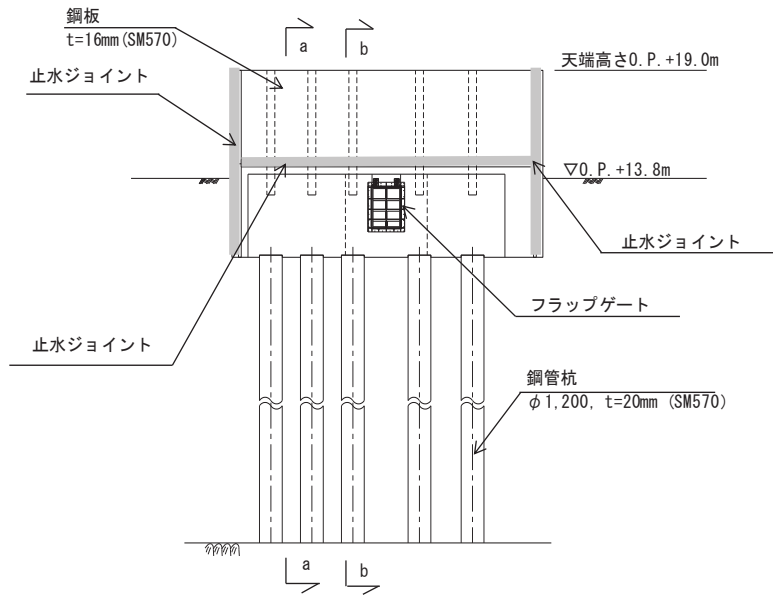 鋼板
t=16mm(SM570)
a
b
天端高さO.P.+19.0m
止水ジョイント
▽O.P.+13.8m
止水ジョイント
フラップゲート
止水ジョイント
鋼管杭
φ1,200, t=20mm (SM570)
a
b